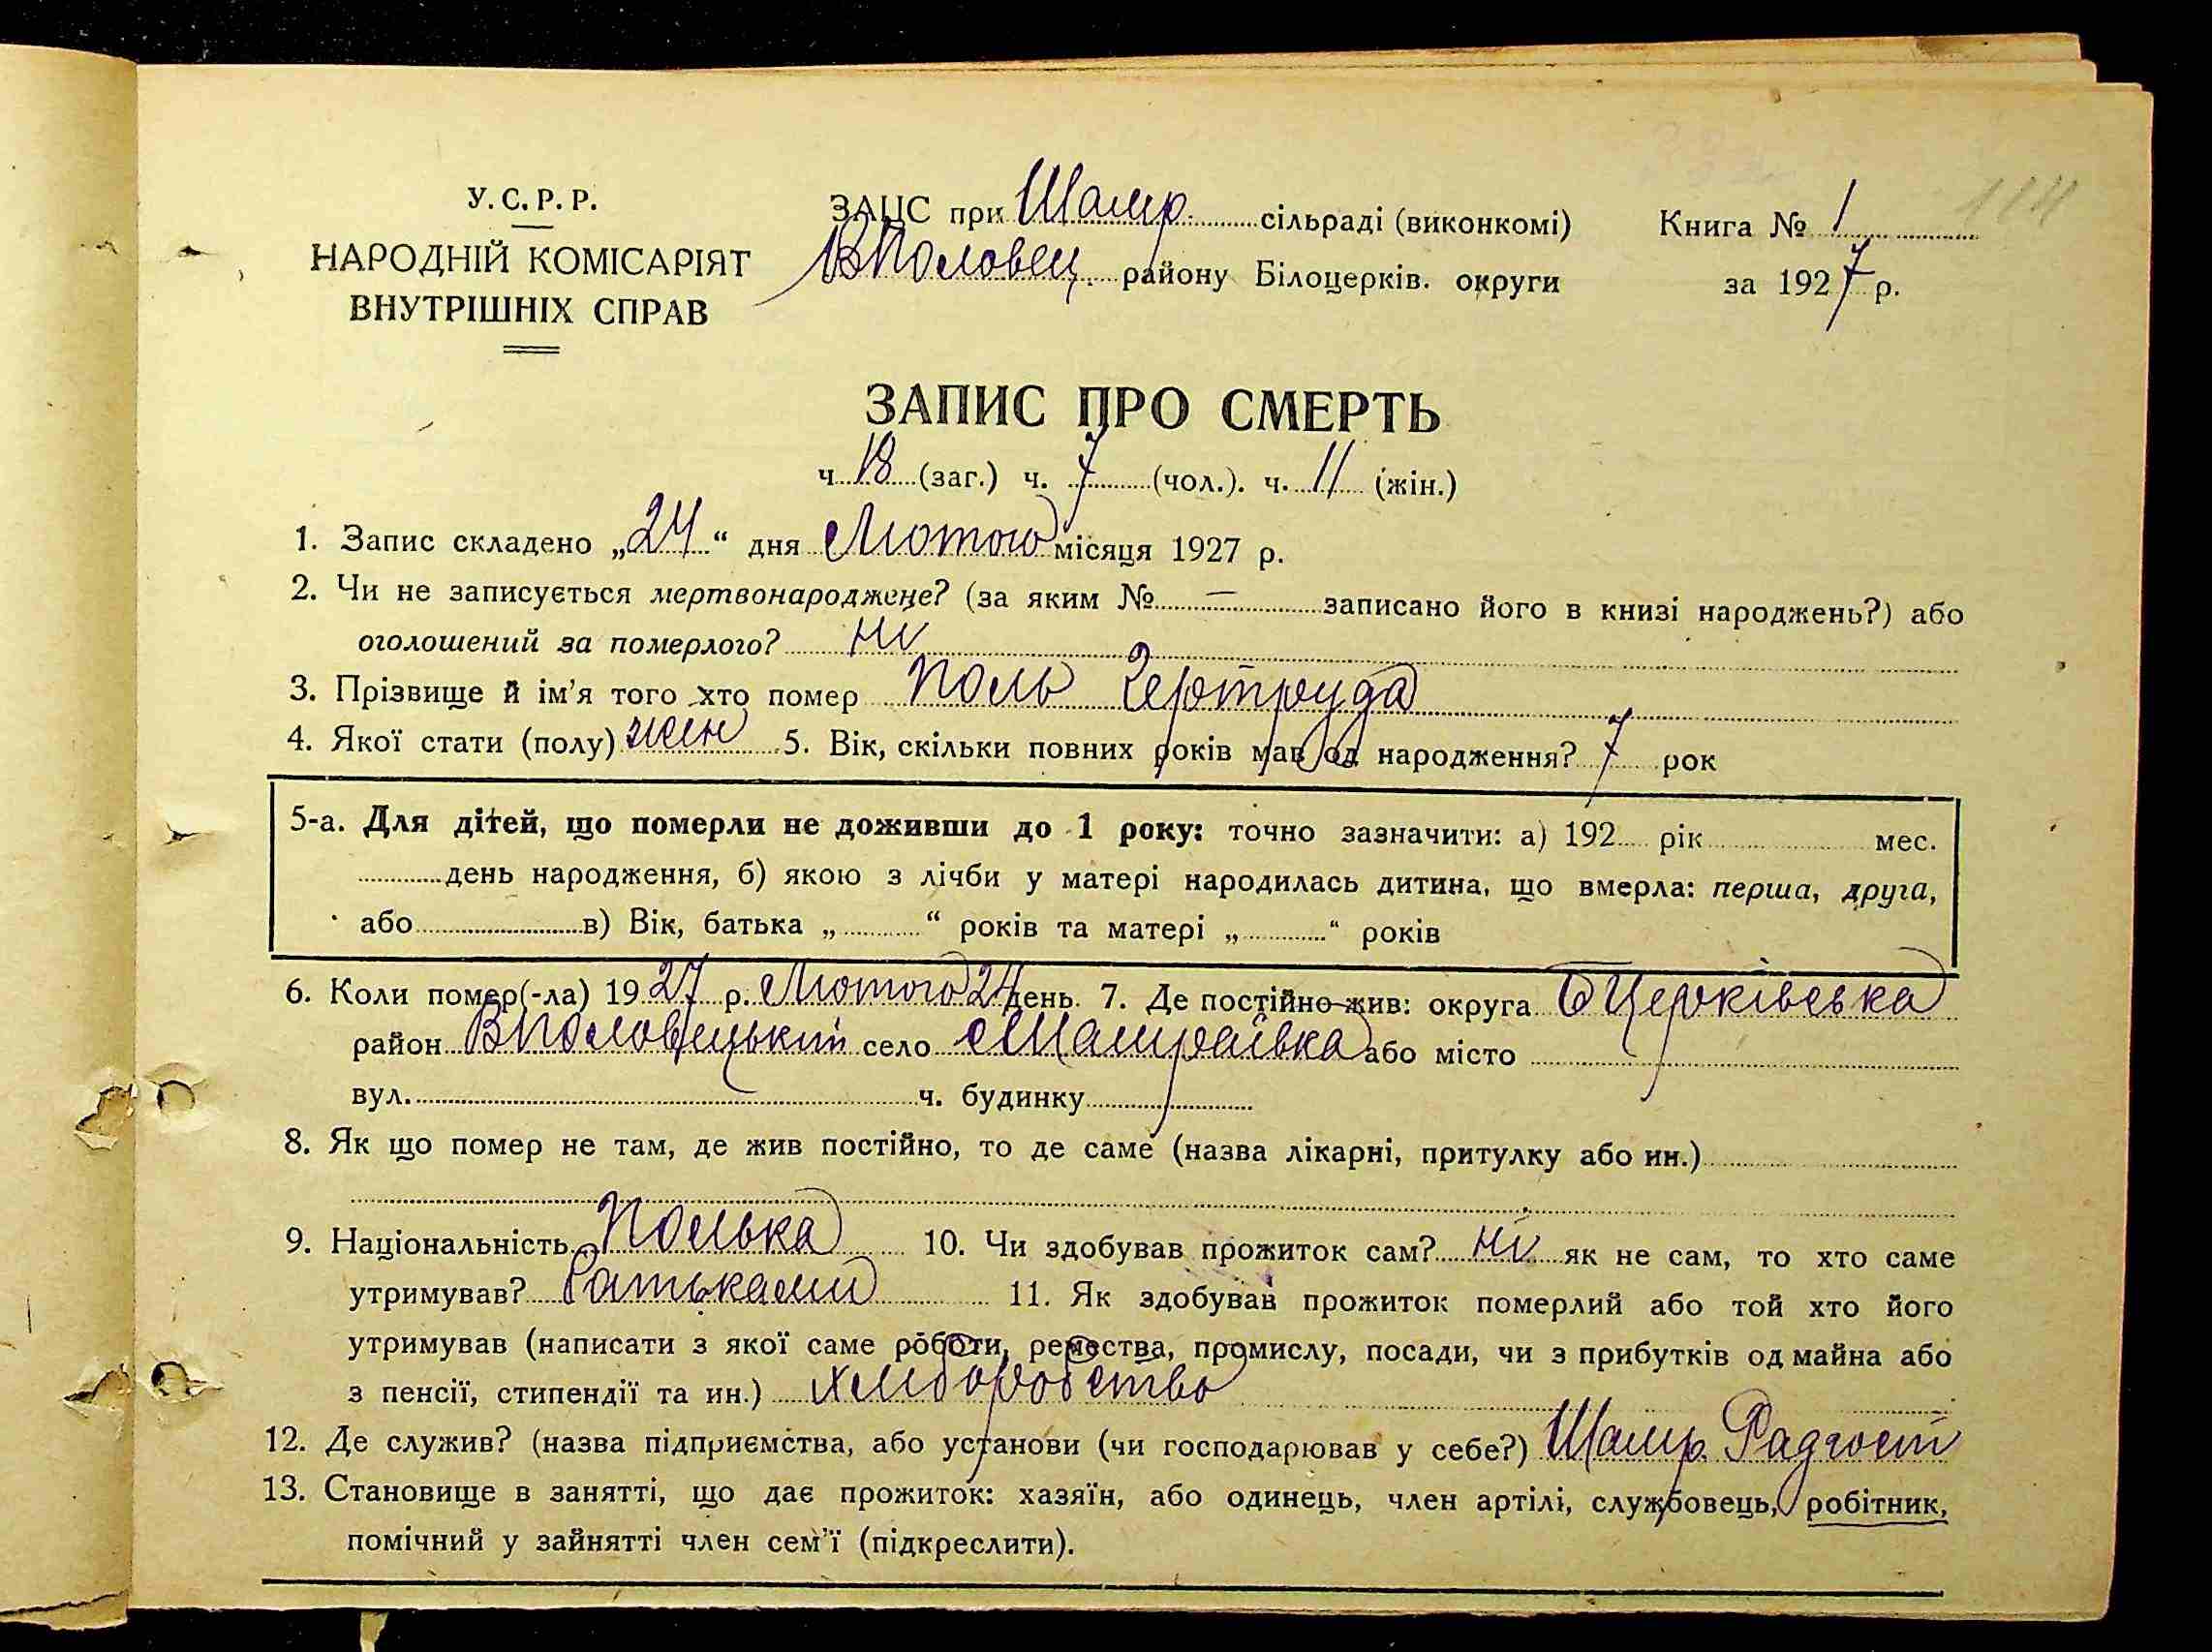 У. С. Р. Р.
НАРОДНІЙ КОМІСАРІЯТ
ВНУТРІШНІХ СПРАВ
ЗАЦС при Шамр. сільраді (виконкомі)
ВПоловец. району Білоцерків. округи
Книга № 1
за 1927 р.
ЗАПИС ПРО СМЕРТЬ
ч 18 (заг.) ч. 7 (чол.). ч. 11 (жін.)
1. Запис складено „24“ дня Лютого місяця 1927 р.
2. Чи не записується мертвонароджене? (за яким № — записано його в книзі народжень?) або
оголошений за померлого? ні
3. Прізвище й ім'я того хто помер Поль Гертруда
4. Якої стати (полу) жен 5. Вік, скільки повних років мав од народження? 7 рок
5-а. Для дітей, що померли не доживши до 1 року: точно зазначити: а) 192 рік мес.
день народження, б) якою з лічби у матері народилась дитина, що вмерла: перша, друга,
або в) Вік, батька „ “ років та матері „ “ років
6. Коли помер(-ла) 1927 р. Лютого 24 день. 7. Де постійно жив: округа БЦерківська
район ВПоловецький село Шамраївка або місто
вул. ч. будинку
8. Як що помер не там, де жив постійно, то де саме (назва лікарні, притулку або ин.)
9. Національність Полька 10. Чи здобував прожиток сам? ні як не сам, то хто саме
утримував? Батьками 11. Як здобував прожиток померлий або той хто його
утримував (написати з якої саме роботи, ремества, промислу, посади, чи з прибутків од майна або
з пенсії, стипендії та ин.) хліборобство
12. Де служив? (назва підприємства, або установи (чи господарював у себе?) Шамр. Радгосп
13. Становище в занятті, що дає прожиток: хазяїн, або одинець, член артілі, службовець, робітник,
помічний у зайнятті член сем'ї (підкреслити).